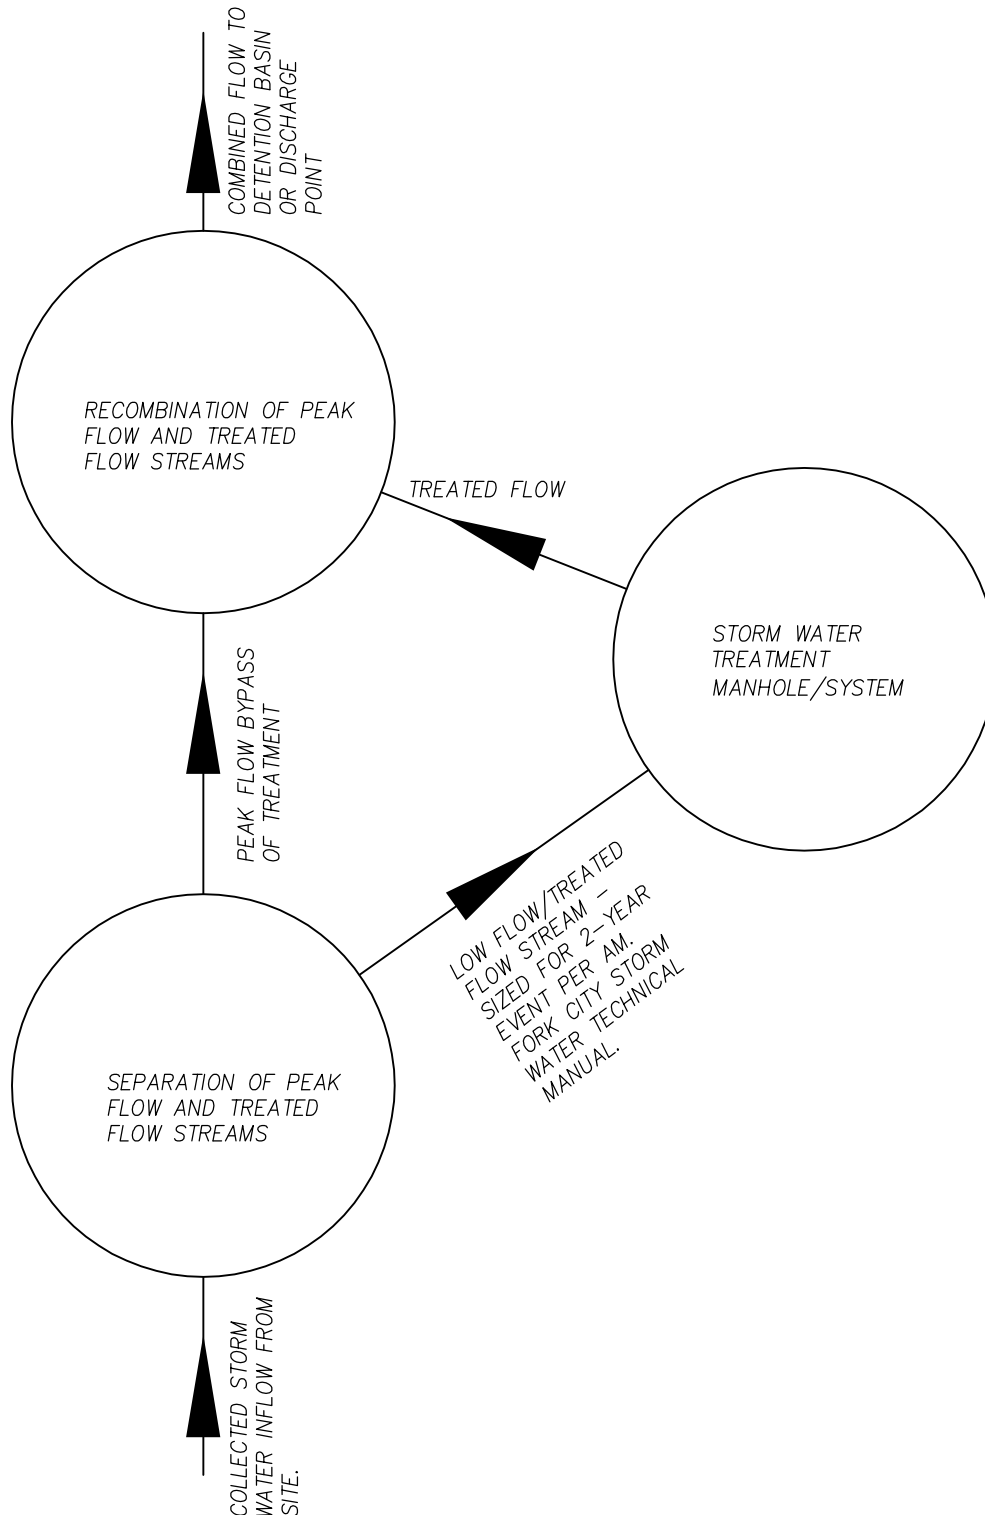 COMBINED FLOW TO
DETENTION BASIN
OR DISCHARGE
POINT
RECOMBINATION OF PEAK
FLOW AND TREATED
FLOW STREAMS
TREATED FLOW
STORM WATER
TREATMENT
MANHOLE/SYSTEM
PEAK FLOW BYPASS
OF TREATMENT
LOW FLOW/TREATED
FLOW STREAM –
SIZED FOR 2–YEAR
EVENT PER AM.
FORK CITY STORM
WATER TECHNICAL
MANUAL.
SEPARATION OF PEAK
FLOW AND TREATED
FLOW STREAMS
COLLECTED STORM
WATER INFLOW FROM
SITE.